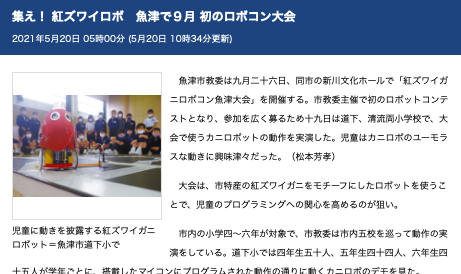 集え！ 紅ズワイロボ　魚津で９月 初のロボコン大会
2021年5月20日 05時00分 (5月20日 10時34分更新)
児童に動きを披露する紅ズワイガニ
ロボット＝魚津市道下小で
　魚津市教委は九月二十六日、同市の新川文化ホールで「紅ズワイガ
ニロボコン魚津大会」を開催する。市教委主催で初のロボットコンテ
ストとなり、参加を広く募るため十九日は道下、清流両小学校で、大
会で使うカニロボットの動作を実演した。児童はカニロボのユーモラ
スな動きに興味津々だった。（松本芳孝）
　大会は、市特産の紅ズワイガニをモチーフにしたロボットを使うこ
とで、児童のプログラミングへの関心を高めるのが狙い。
　市内の小学四～六年が対象で、市教委は市内五校を巡って動作の実
演をしている。道下小では四年生五十人、五年生四十四人、六年生四
十五人が学年ごとに、搭載したマイコンにプログラムされた動作の通りに動くカニロボのデモを見た。